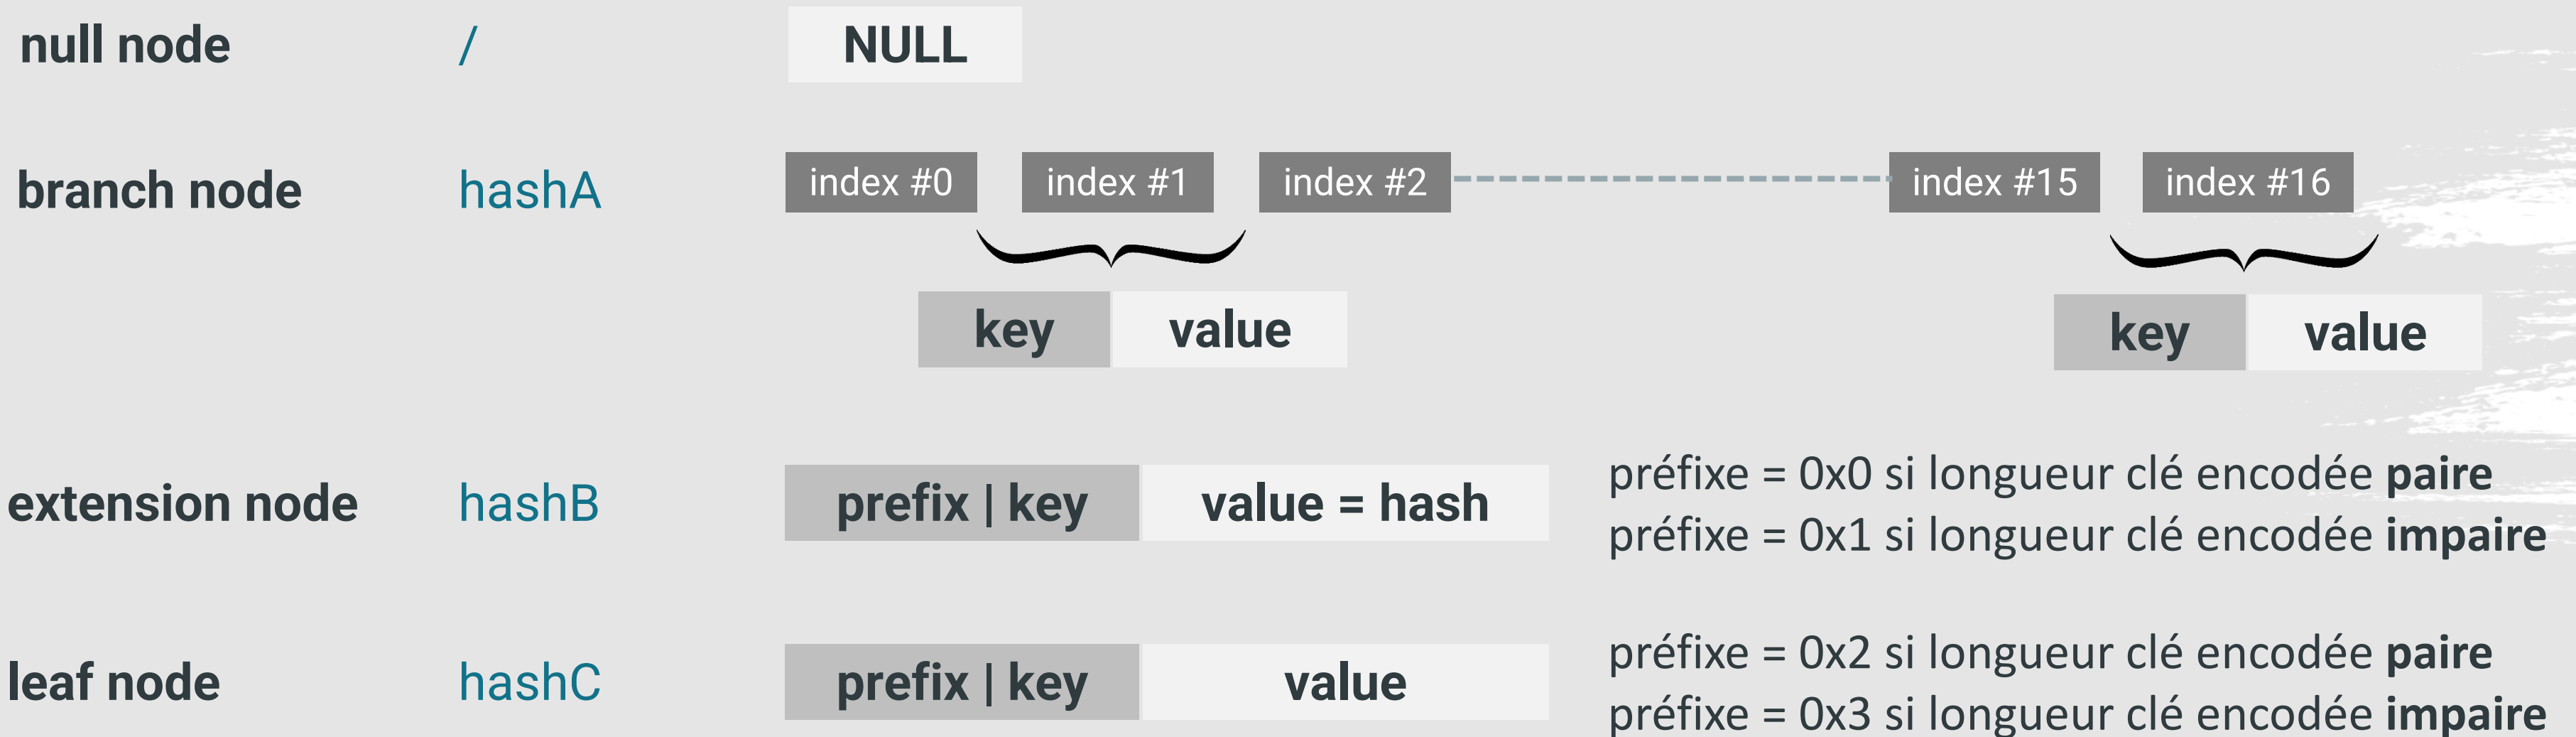 null node / NULL
branch node hashA index #0 index #1 index #2 index #15 index #16
key value key value
extension node hashB prefix | key value = hash préfixe = 0x0 si longueur clé encodée paire
préfixe = 0x1 si longueur clé encodée impaire
leaf node hashC prefix | key value préfixe = 0x2 si longueur clé encodée paire
préfixe = 0x3 si longueur clé encodée impaire